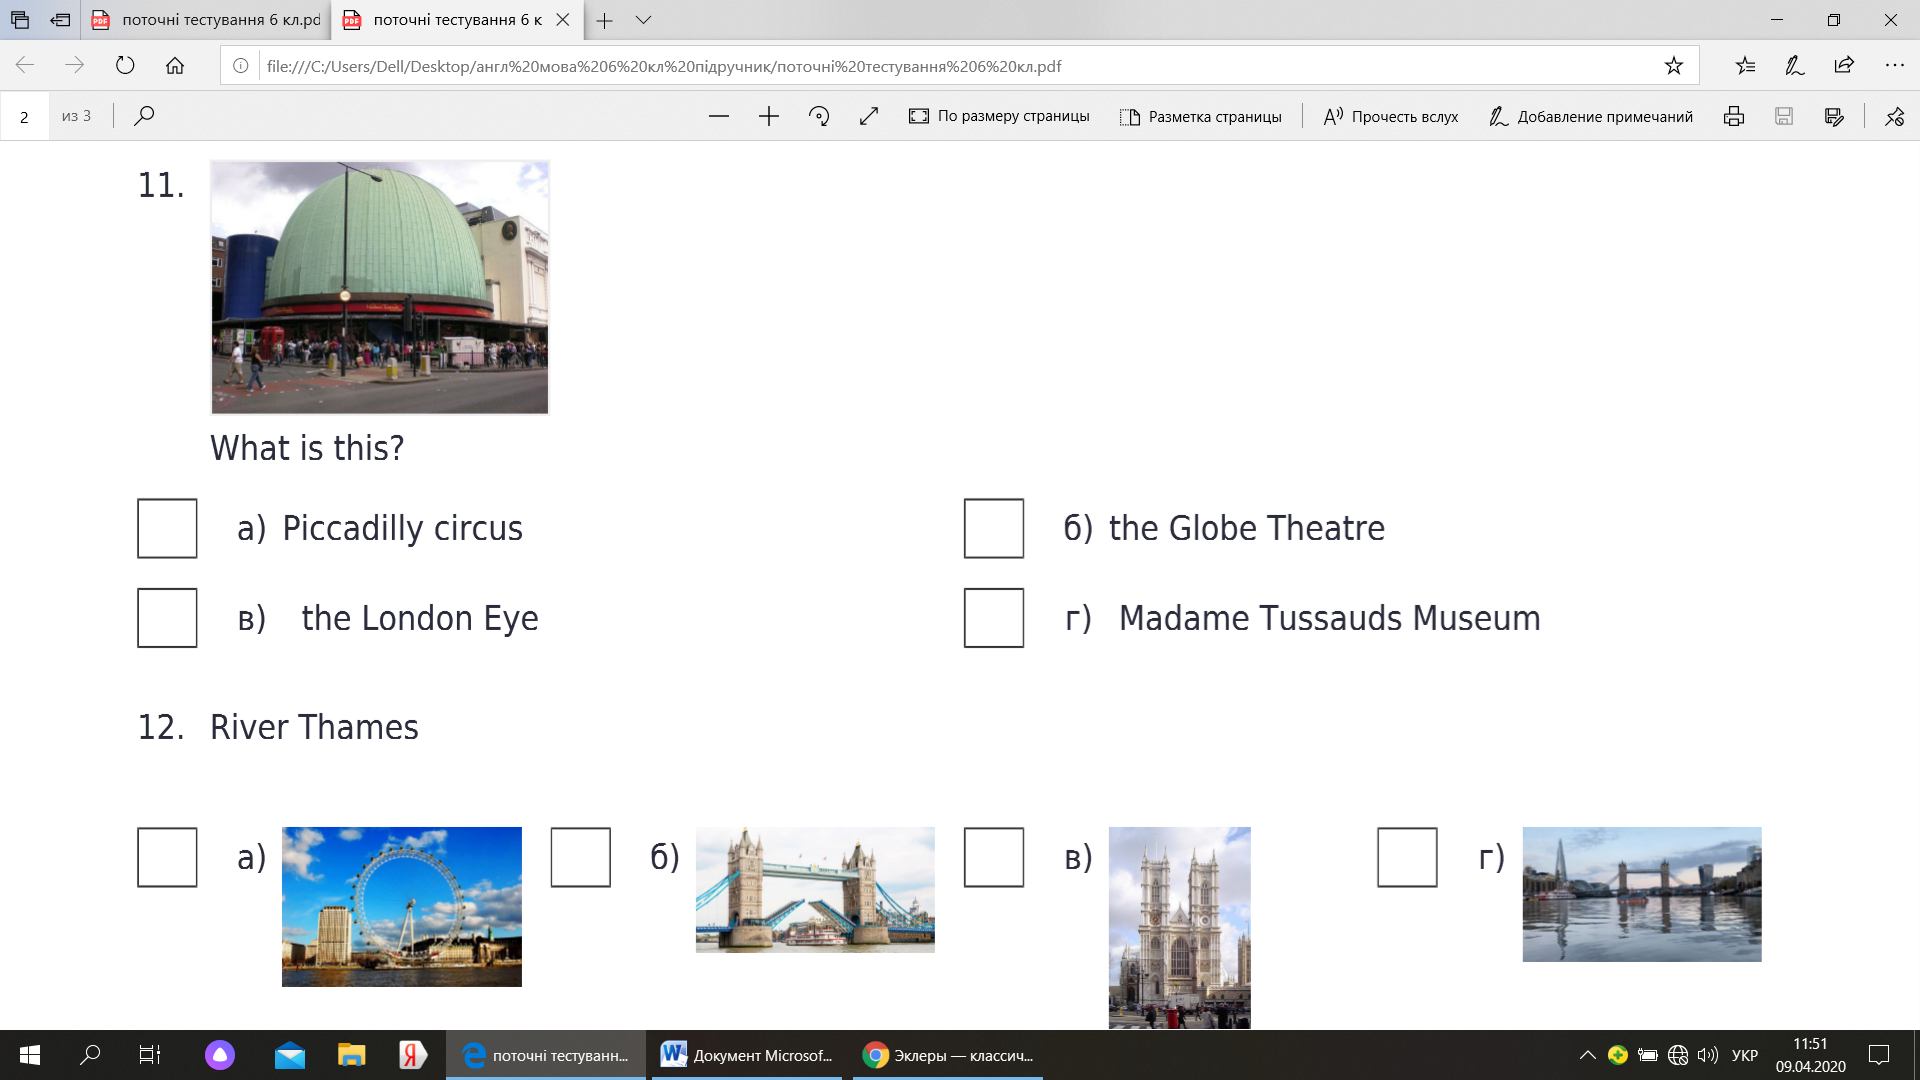 поточні тестування 6 кл.pd
поточні тестування 6 к
file:///C:/Users/Dell/Desktop/англ%20мова%206%20кл%20підручник/поточні%20тестування%206%20кл.pdf
2 из 3
По размеру страницы
Разметка страницы
Прочесть вслух
Добавление примечаний
11.
What is this?
а) Piccadilly circus
б) the Globe Theatre
в) the London Eye
г) Madame Tussauds Museum
12. River Thames
а)
б)
в)
г)
поточні тестуванн...
Документ Microsof...
Эклеры — классич...
УКР
11:51
09.04.2020